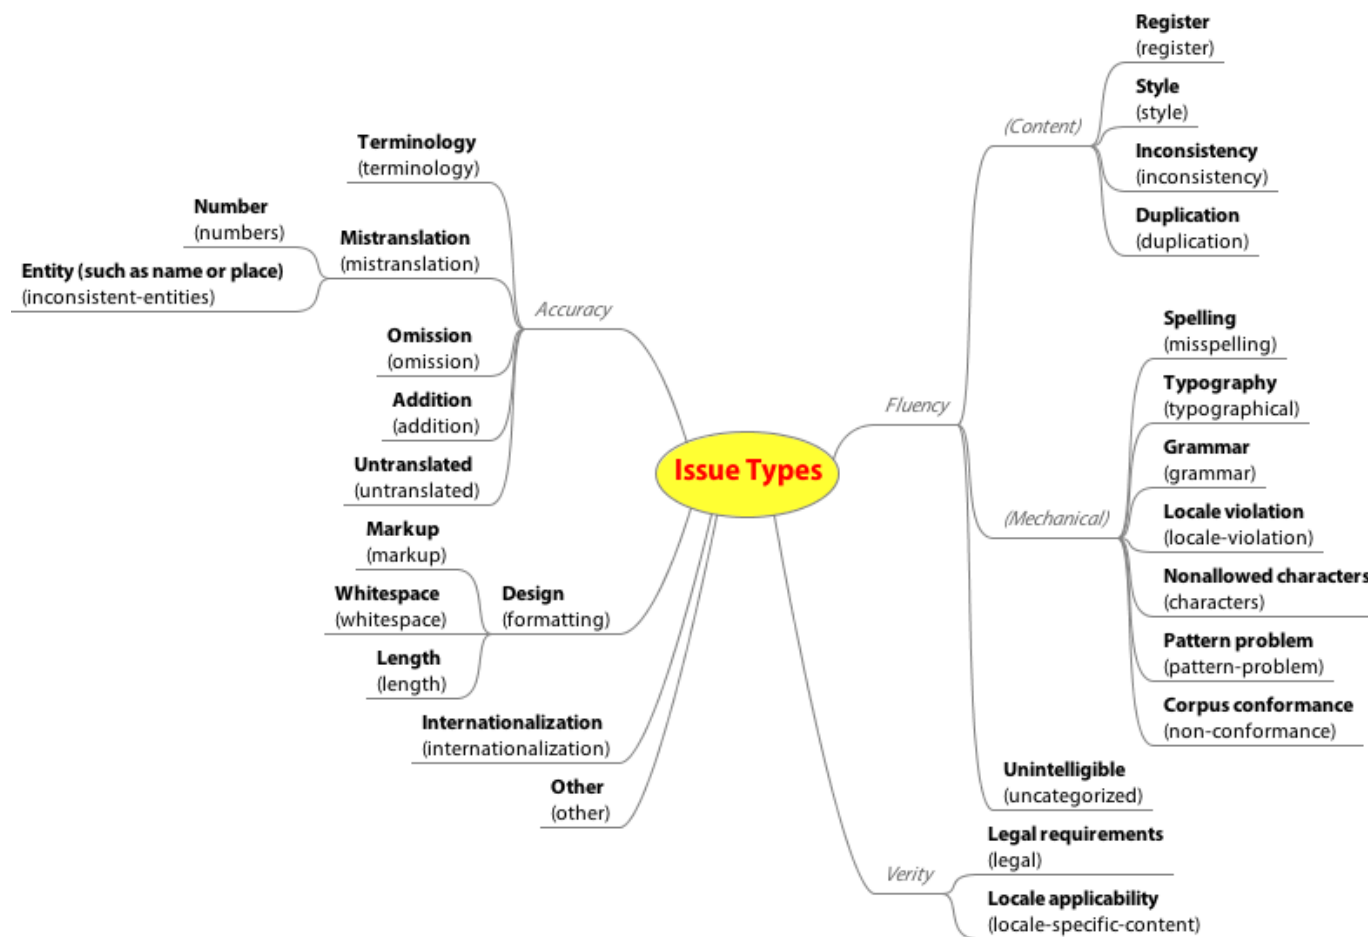 Issue Types
Accuracy
Terminology
(terminology)
Mistranslation
(mistranslation)
Number
(numbers)
Entity (such as name or place)
(inconsistent-entities)
Omission
(omission)
Addition
(addition)
Untranslated
(untranslated)
Design
(formatting)
Markup
(markup)
Whitespace
(whitespace)
Length
(length)
Internationalization
(internationalization)
Other
(other)
Fluency
(Content)
Register
(register)
Style
(style)
Inconsistency
(inconsistency)
Duplication
(duplication)
(Mechanical)
Spelling
(misspelling)
Typography
(typographical)
Grammar
(grammar)
Locale violation
(locale-violation)
Nonallowed characters
(characters)
Pattern problem
(pattern-problem)
Corpus conformance
(non-conformance)
Unintelligible
(uncategorized)
Verity
Legal requirements
(legal)
Locale applicability
(locale-specific-content)